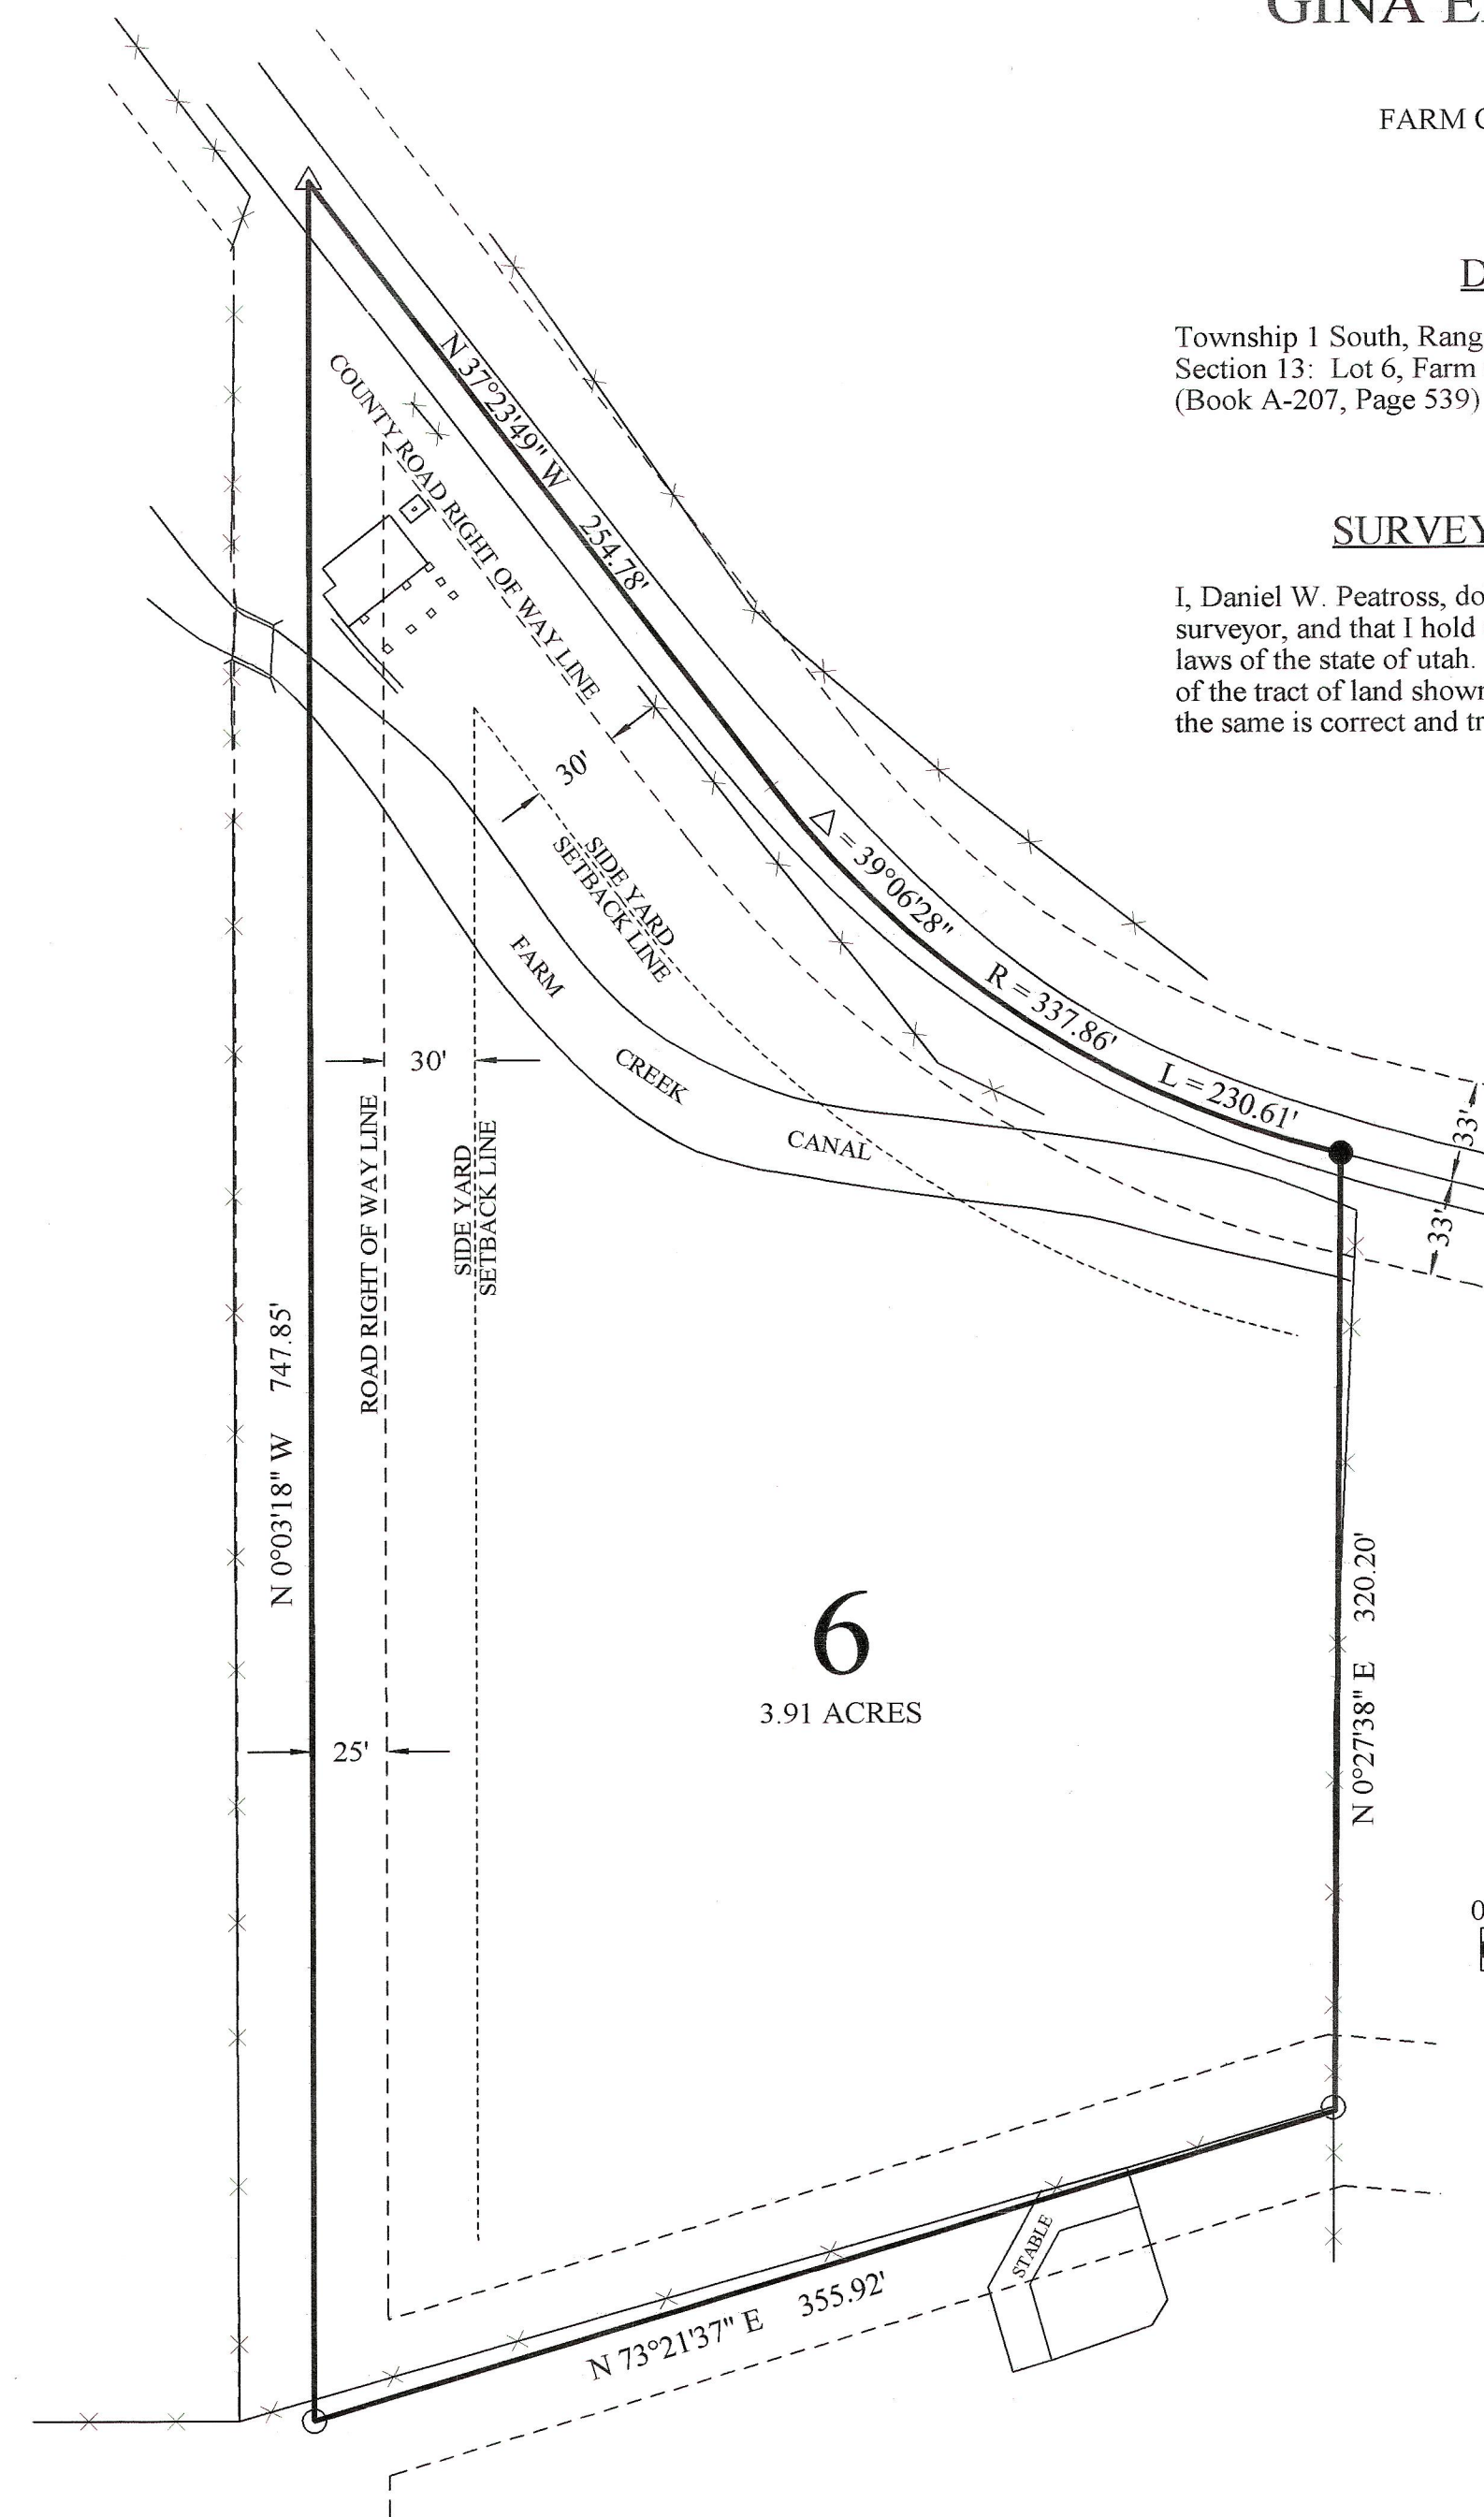 GINA E
FARM
D
Township 1 South, Rang
Section 13: Lot 6, Farm
(Book A-207, Page 539)
SURVEY
I, Daniel W. Peatross, do
surveyor, and that I hold
laws of the state of utah.
of the tract of land shown
the same is correct and tr
N 37°23'49" W 254.78'
COUNTY ROAD RIGHT OF WAY LINE
30'
SIDE YARD
SETBACK LINE
Δ = 39°06'28" R = 337.86' L = 230.61'
FARM CREEK CANAL
30'
33'
33'
ROAD RIGHT OF WAY LINE
SIDE YARD
SETBACK LINE
N 0°03'18" W 747.85'
6
3.91 ACRES
25'
N 0°27'38" E 320.20'
0
STABLE
N 73°21'37" E 355.92'